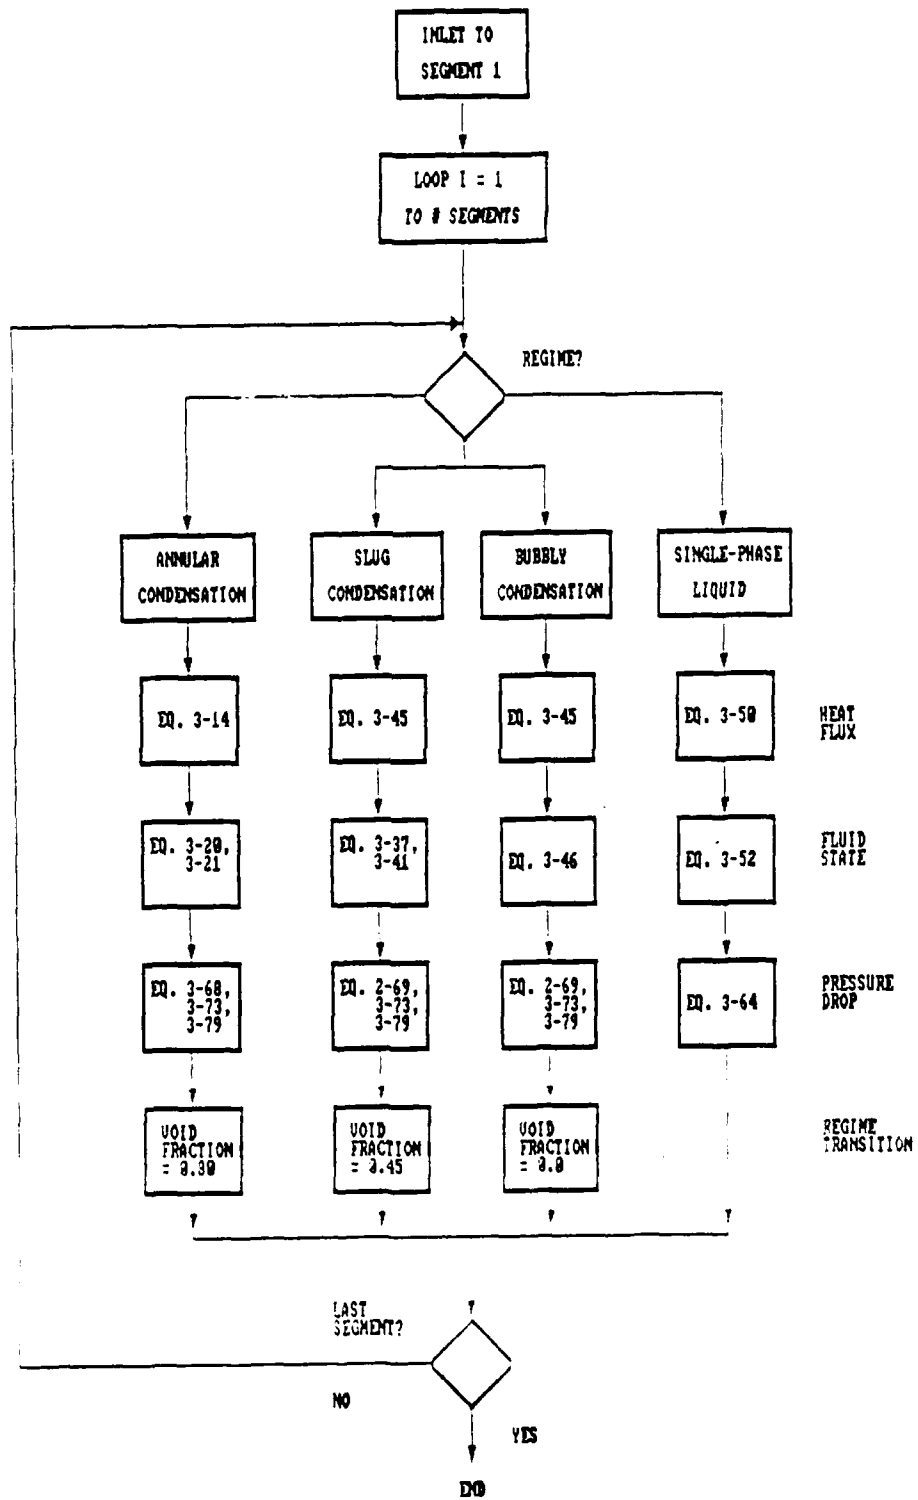 INLET TO
SEGMENT 1
LOOP I = 1
TO # SEGMENTS
REGIME?
ANNULAR
CONDENSATION
SLUG
CONDENSATION
BUBBLY
CONDENSATION
SINGLE-PHASE
LIQUID
EQ. 3-14
EQ. 3-45
EQ. 3-45
EQ. 3-50
HEAT
FLUX
EQ. 3-20,
3-21
EQ. 3-37,
3-41
EQ. 3-46
EQ. 3-52
FLUID
STATE
EQ. 3-68,
3-73,
3-79
EQ. 2-69,
3-73,
3-79
EQ. 2-69,
3-73,
3-79
EQ. 3-64
PRESSURE
DROP
VOID
FRACTION
= 0.30
VOID
FRACTION
= 0.45
VOID
FRACTION
= 0.0
REGIME
TRANSITION
LAST
SEGMENT?
NO
YES
END